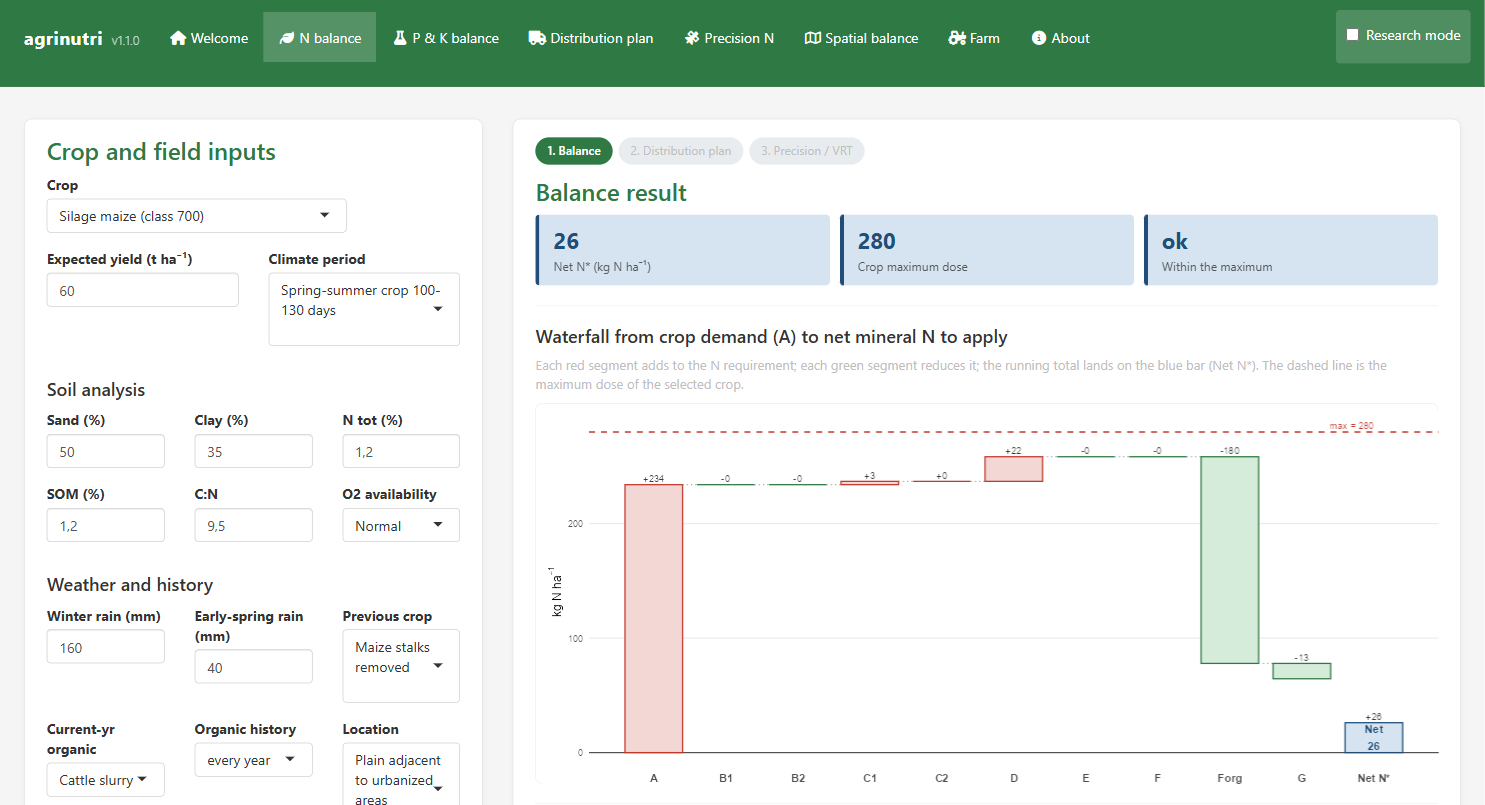 agrinutri v1.1.0
Welcome
N balance
P & K balance
Distribution plan
Precision N
Spatial balance
Farm
About
Research mode
Crop and field inputs
Crop
Silage maize (class 700)
Expected yield (t ha⁻¹)
Climate period
60
Spring-summer crop 100-
130 days
Soil analysis
Sand (%)
Clay (%)
N tot (%)
50
35
1,2
SOM (%)
C:N
O2 availability
1,2
9,5
Normal
Weather and history
Winter rain (mm)
Early-spring rain
(mm)
Previous crop
160
40
Maize stalks
removed
Current-yr
organic
Organic history
Location
Cattle slurry
every year
Plain adjacent
to urbanized
areas
1. Balance
2. Distribution plan
3. Precision / VRT
Balance result
26
Net N* (kg N ha⁻¹)
280
Crop maximum dose
ok
Within the maximum
Waterfall from crop demand (A) to net mineral N to apply
Each red segment adds to the N requirement; each green segment reduces it; the running total lands on the blue bar (Net N*). The dashed line is the
maximum dose of the selected crop.
max = 280
+234
-0
-0
+3
+0
+22
-0
-0
-180
-13
+26
Net
26
kg N ha⁻¹
200
100
0
A
B1
B2
C1
C2
D
E
F
Forg
G
Net N*